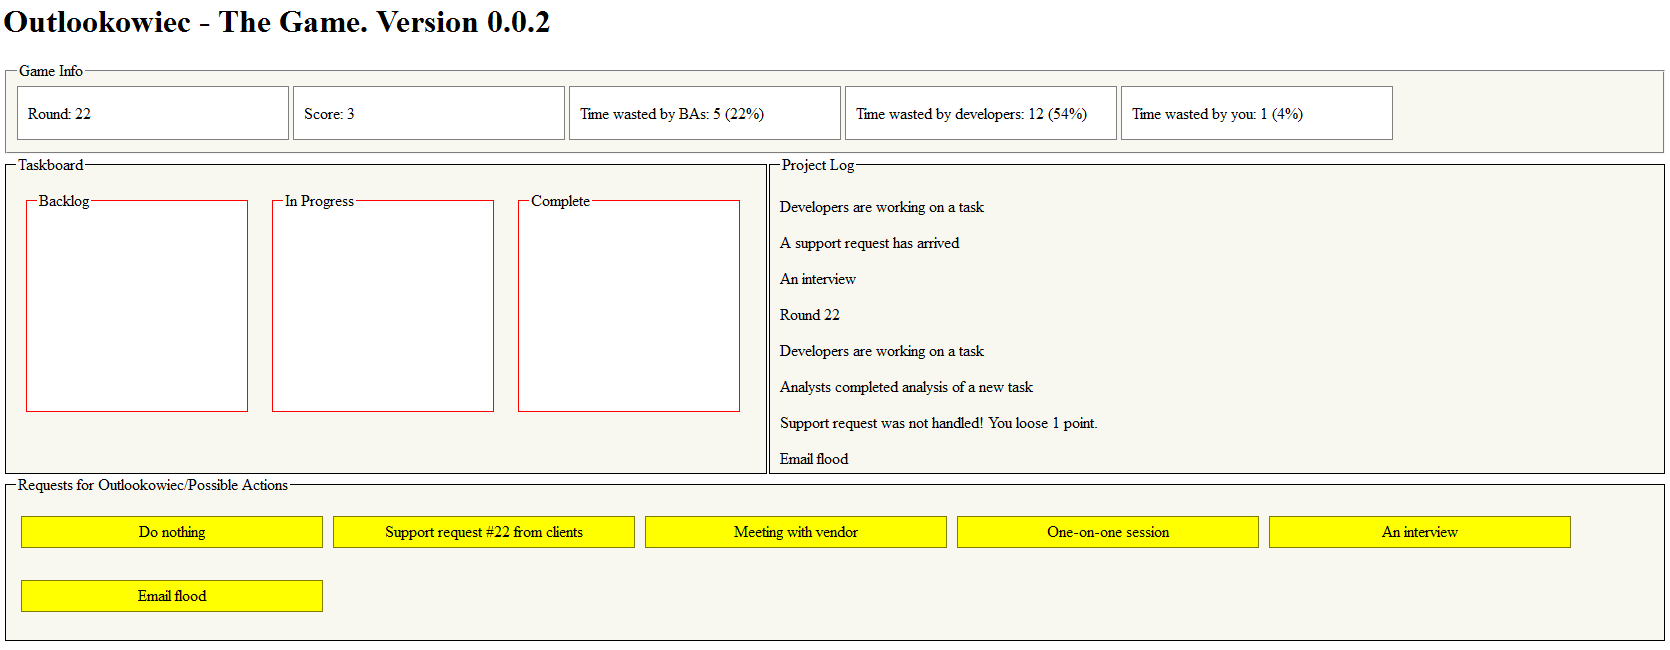 Outlookowiec - The Game. Version 0.0.2
Game Info
Round: 22
Score: 3
Time wasted by BAs: 5 (22%)
Time wasted by developers: 12 (54%)
Time wasted by you: 1 (4%)
Taskboard
Backlog
In Progress
Complete
Project Log
Developers are working on a task
A support request has arrived
An interview
Round 22
Developers are working on a task
Analysts completed analysis of a new task
Support request was not handled! You loose 1 point.
Email flood
Requests for Outlookowiec/Possible Actions
Do nothing
Support request #22 from clients
Meeting with vendor
One-on-one session
An interview
Email flood